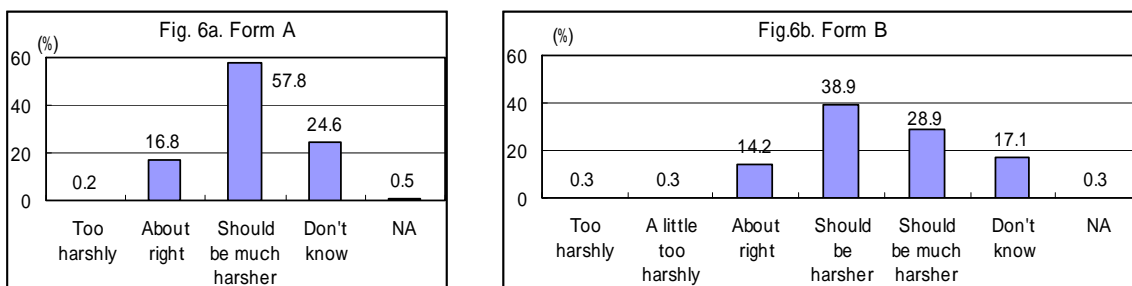 Fig. 6a. Form A
(%)
60
40
20
0
0.2
16.8
57.8
24.6
0.5
Too harshly
About right
Should be much harsher
Don't know
NA
Fig.6b. Form B
(%)
60
40
20
0
0.3
0.3
14.2
38.9
28.9
17.1
0.3
Too harshly
A little too harshly
About right
Should be harsher
Should be much harsher
Don't know
NA